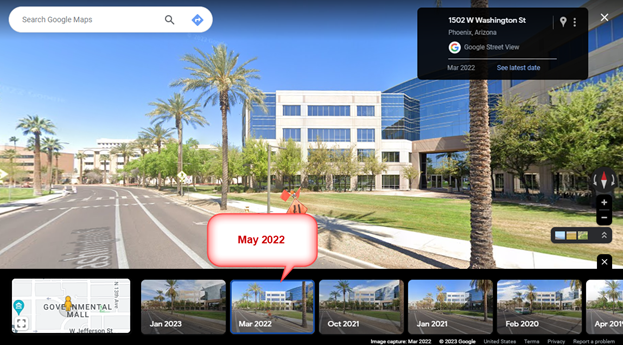 Search Google Maps
1502 W Washington St
Phoenix, Arizona
Google Street View
Mar 2022
See latest date
May 2022
GOVERNMENTAL
MALL
N 13th Ave
W Jefferson St
Jan 2023
Mar 2022
Oct 2021
Jan 2021
Feb 2020
Apr 2019
Image capture: Mar 2022 © 2023 Google United States Terms Privacy Report a problem